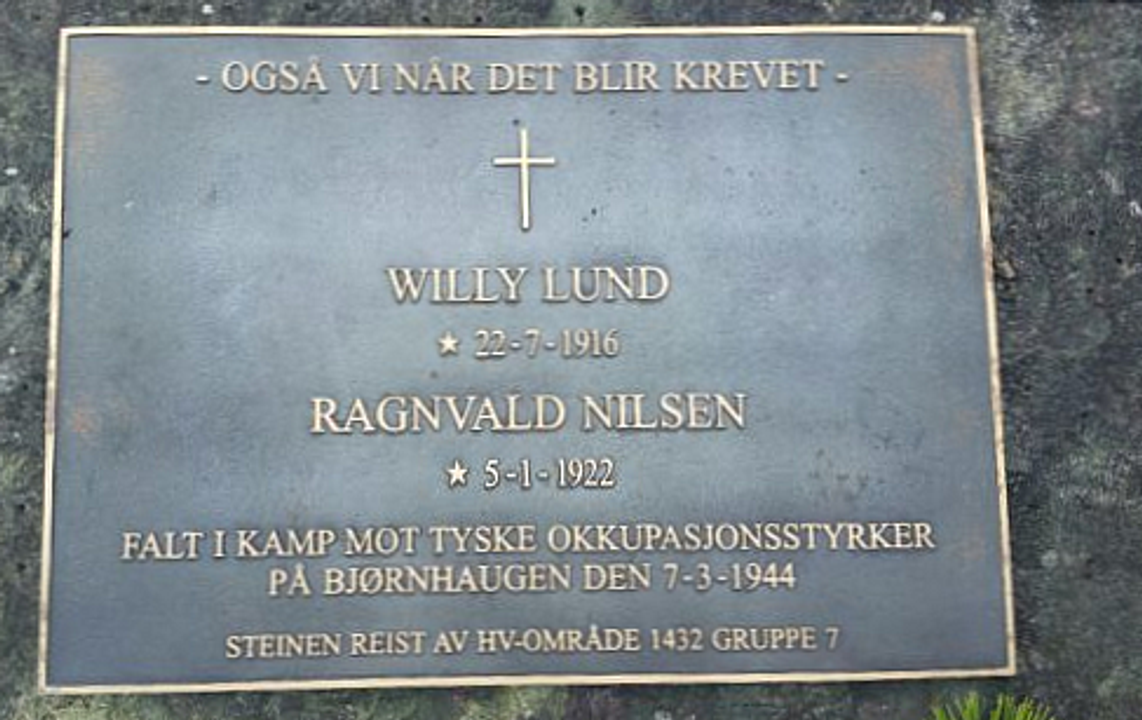 - OGSÅ VI NÅR DET BLIR KREVET -
WILLY LUND
★ 22-7-1916
RAGNVALD NILSEN
★ 5-1-1922
FALT I KAMP MOT TYSKE OKKUPASJONSSTYRKER
PÅ BJØRNHAUGEN DEN 7-3-1944
STEINEN REIST AV HV-OMRÅDE 1432 GRUPPE 7